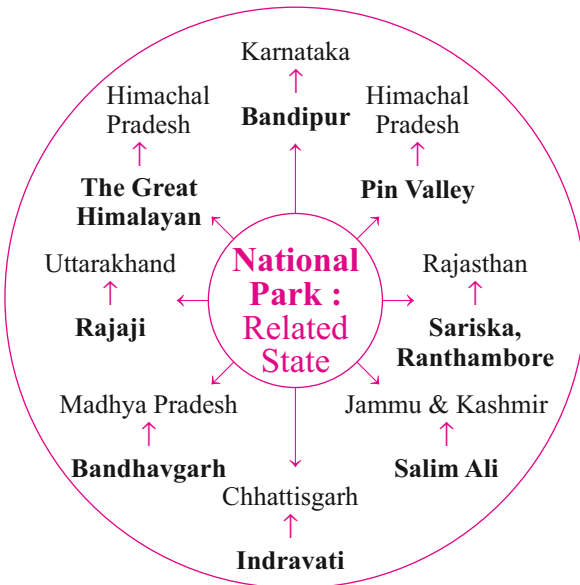 Karnataka
Bandipur
Himachal
Pradesh
The Great
Himalayan
Himachal
Pradesh
Pin Valley
Uttarakhand
Rajaji
National
Park :
Related
State
Rajasthan
Sariska,
Ranthambore
Madhya Pradesh
Bandhavgarh
Jammu & Kashmir
Salim Ali
Chhattisgarh
Indravati